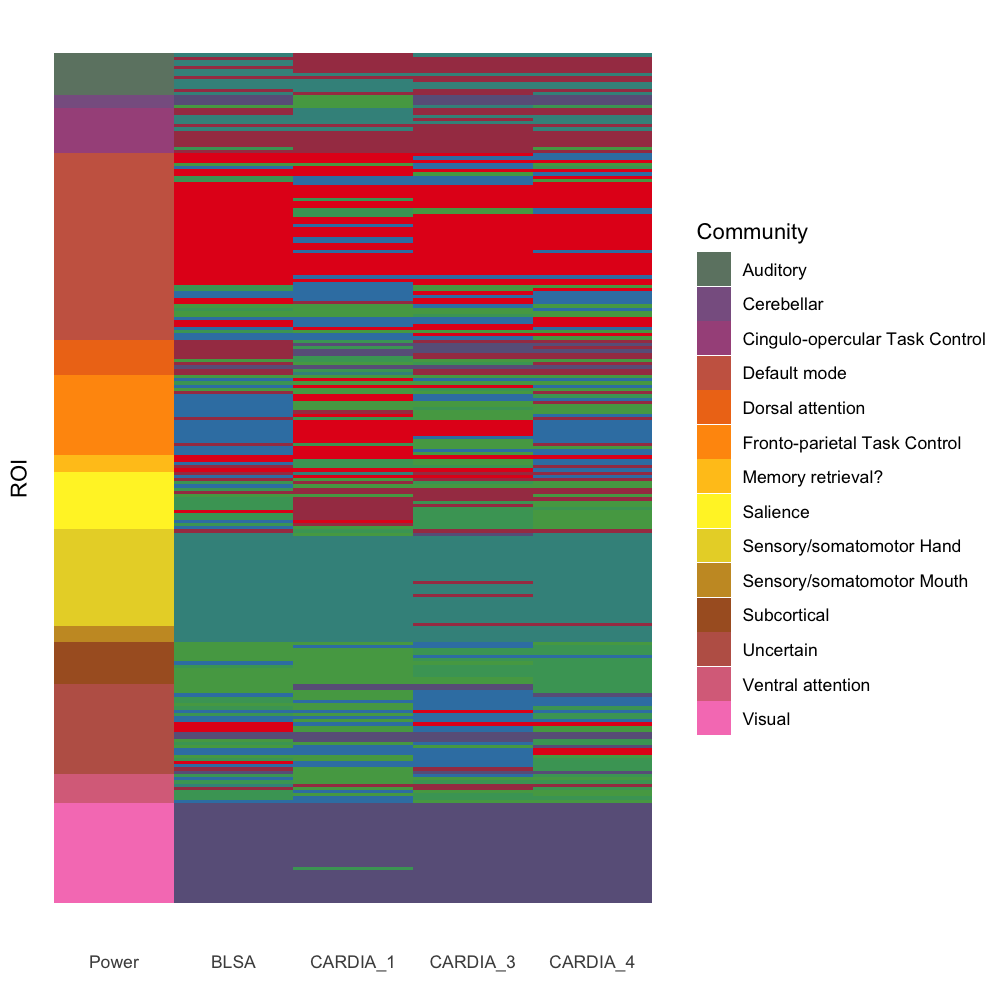 ROI
Community
Auditory
Cerebellar
Cingulo-opercular Task Control
Default mode
Dorsal attention
Fronto-parietal Task Control
Memory retrieval?
Salience
Sensory/somatomotor Hand
Sensory/somatomotor Mouth
Subcortical
Uncertain
Ventral attention
Visual
Power BLSA CARDIA_1 CARDIA_3 CARDIA_4